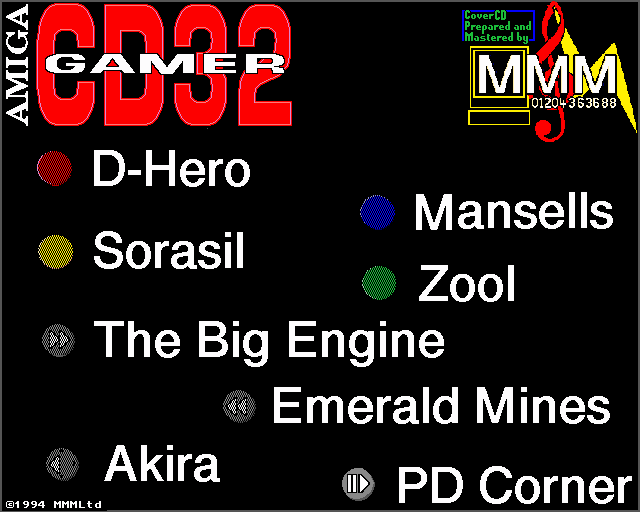 AMIGA
CD32
GAMER
CoverCD
Prepared and
Mastered by
MMM
01204363688
D-Hero
Mansells
Sorasil
Zool
The Big Engine
Emerald Mines
Akira
PD Corner
©1994 MMMLtd